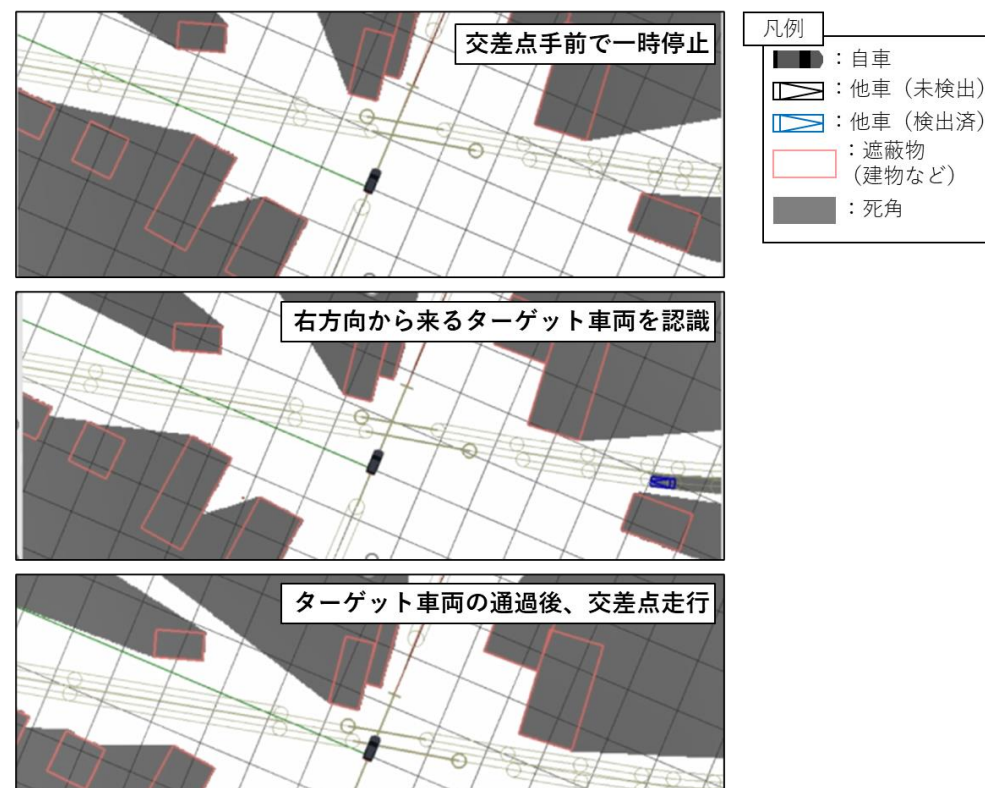 交差点手前で一時停止
凡例
：自車
：他車（未検出）
：他車（検出済）
：遮蔽物
（建物など）
：死角
右方向から来るターゲット車両を認識
ターゲット車両の通過後、交差点走行